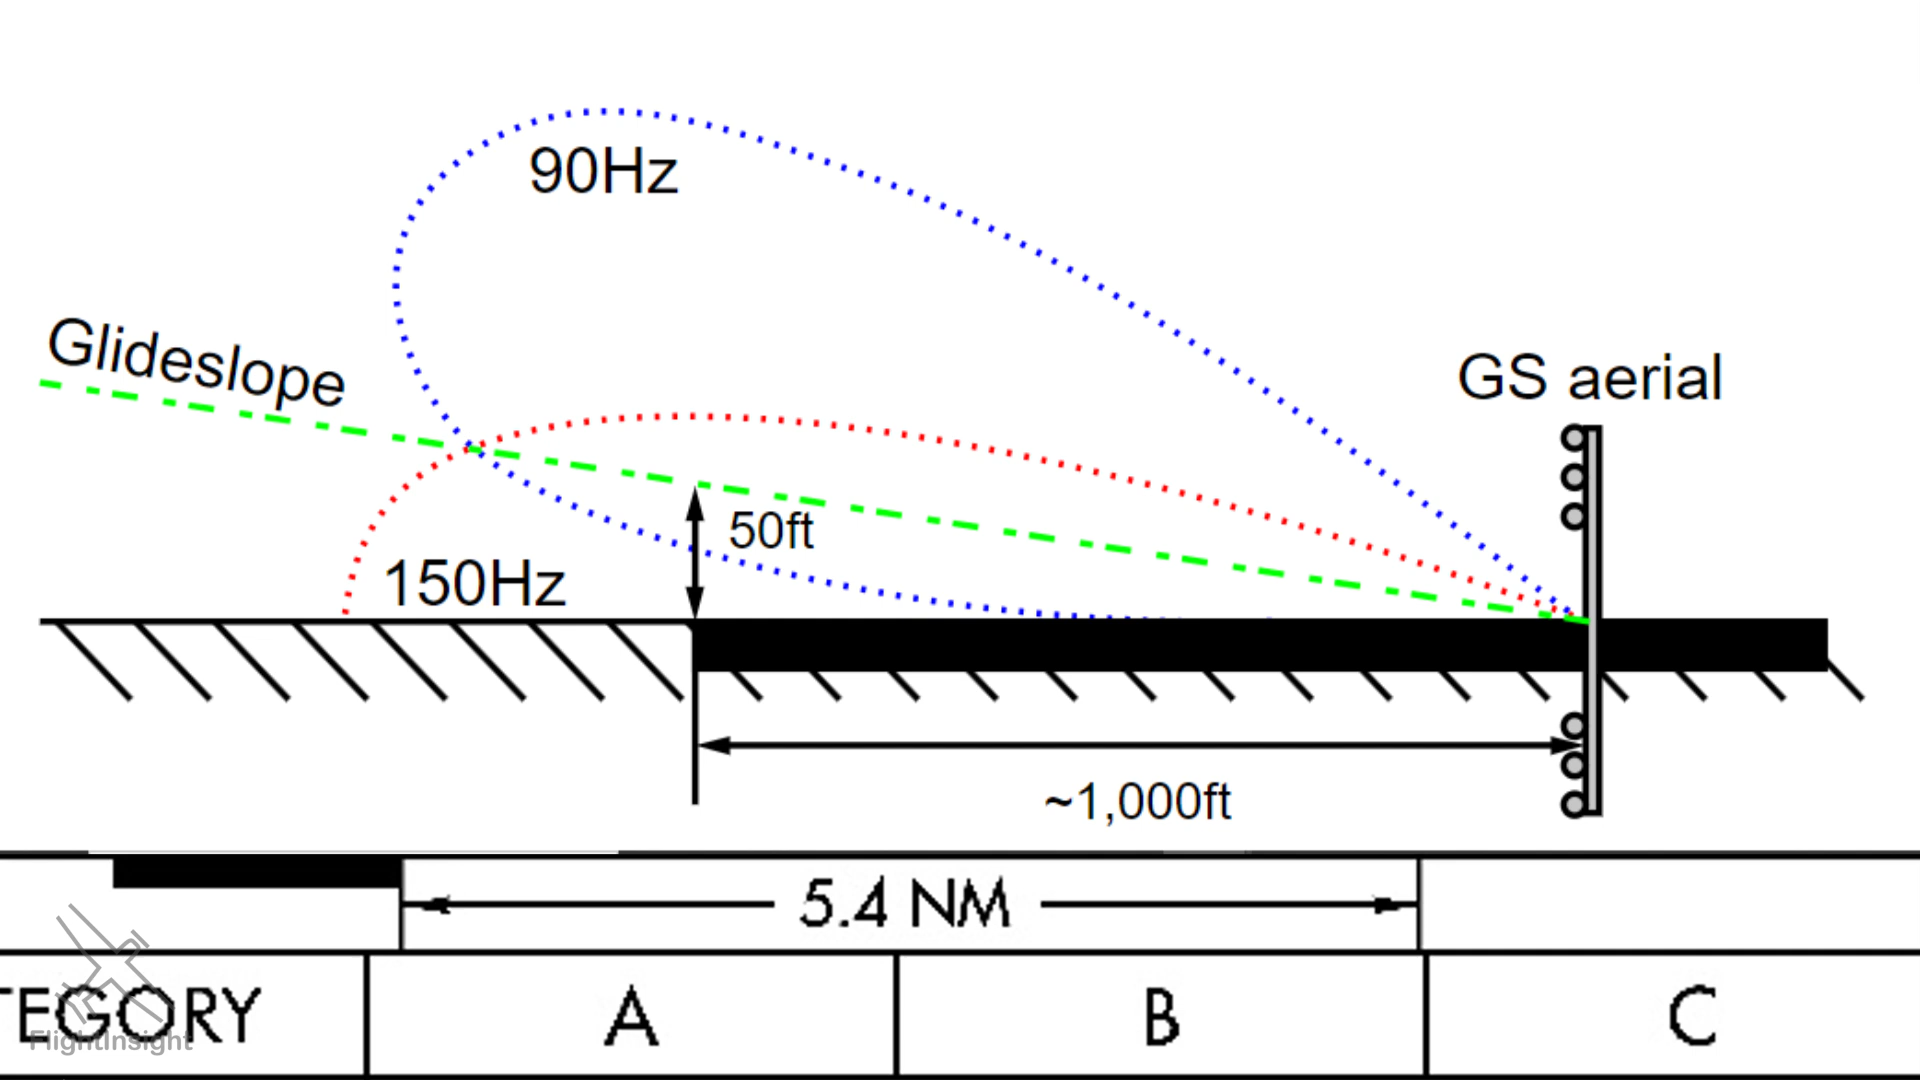 90Hz
Glideslope
GS aerial
50ft
150Hz
~1,000ft
5.4 NM
TEGORY
A
B
C
FlightInsight